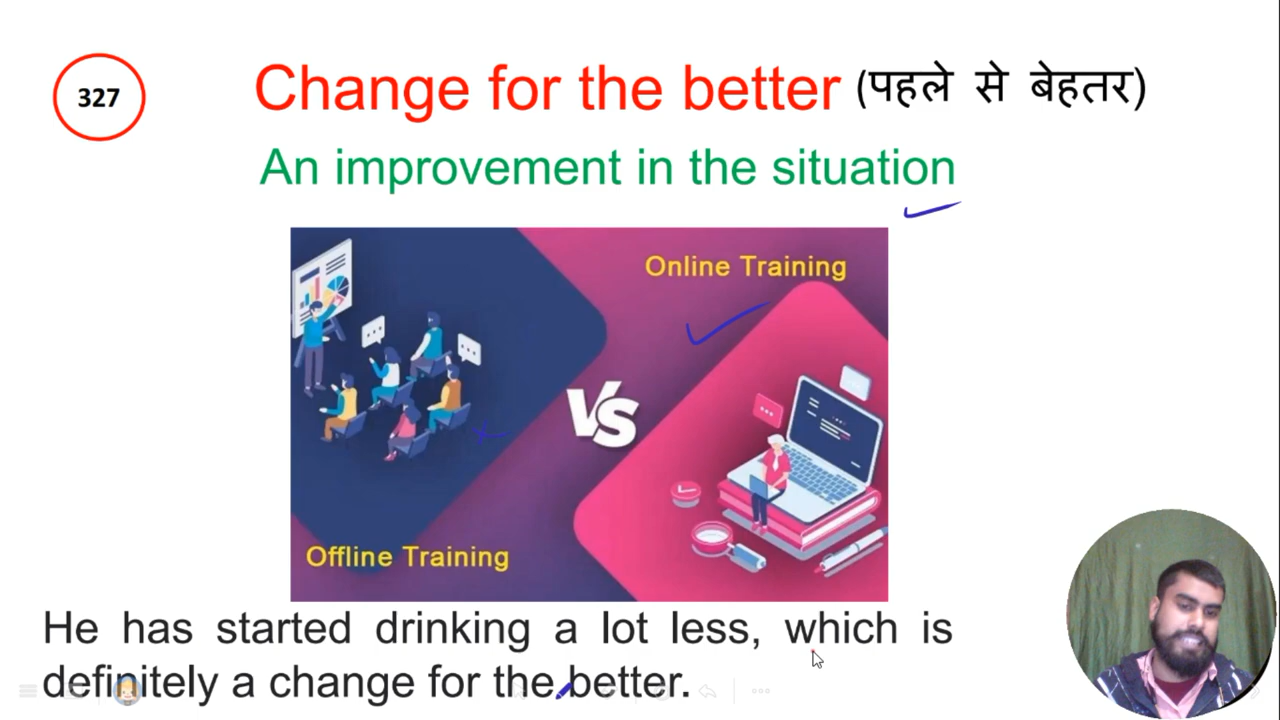 327
Change for the better (पहले से बेहतर)
An improvement in the situation
Online Training
VS
Offline Training
He has started drinking a lot less, which is
definitely a change for the better.